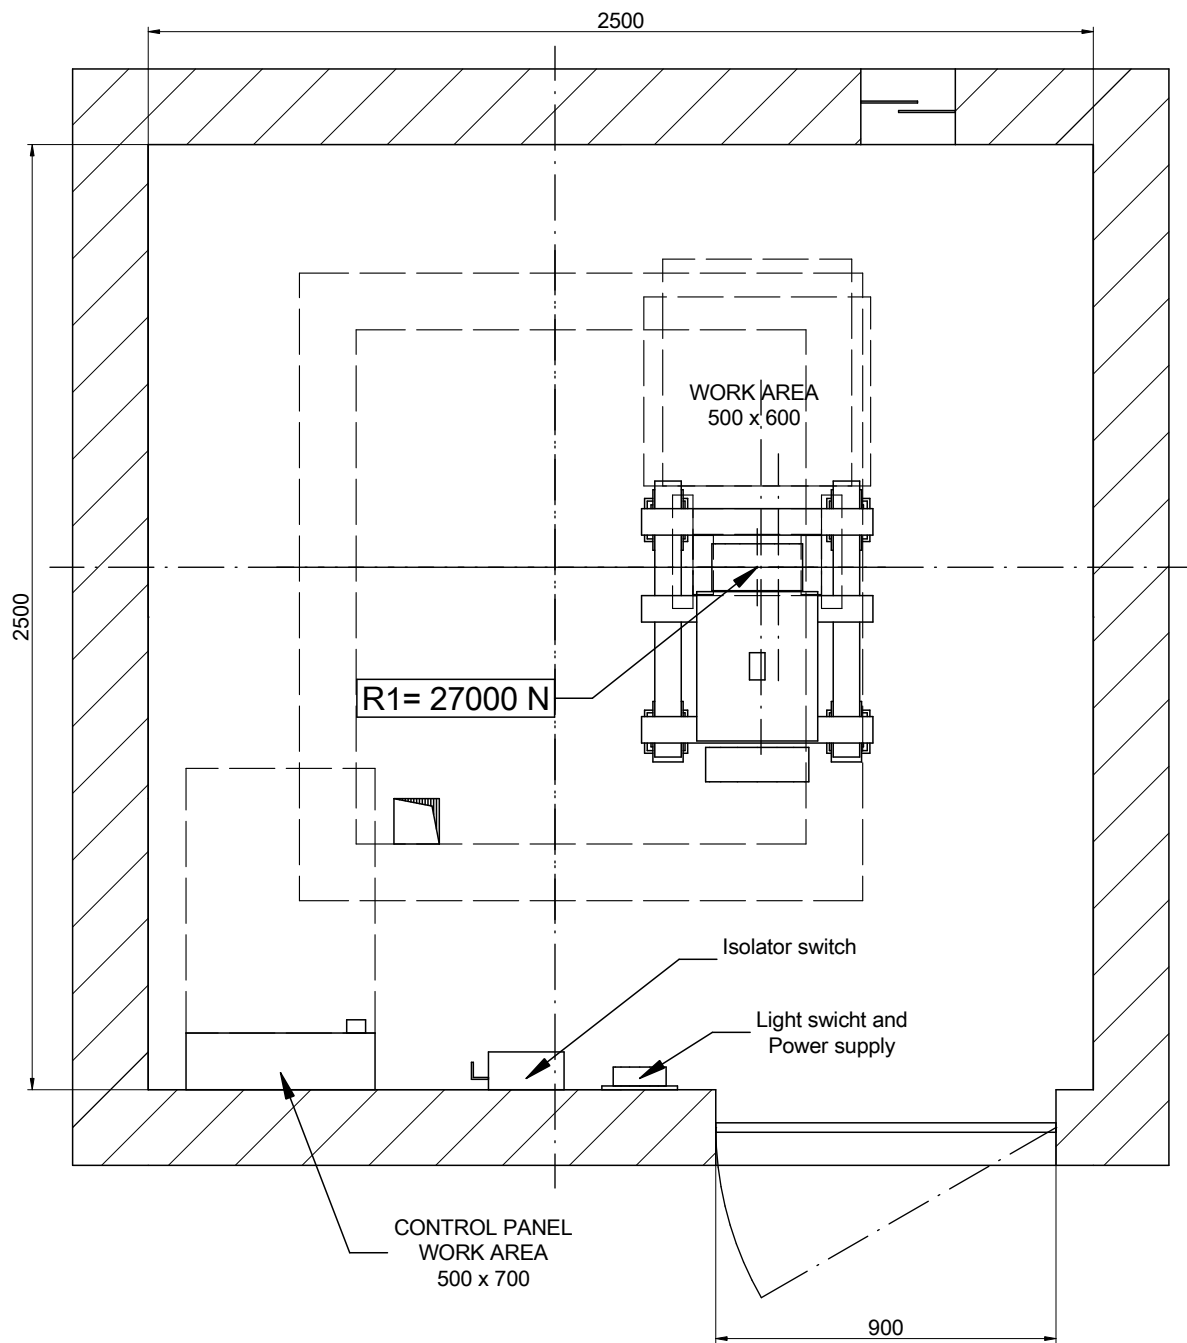 2500
2500
WORK AREA
500 x 600
R1= 27000 N
Isolator switch
Light swicht and
Power supply
CONTROL PANEL
WORK AREA
500 x 700
900